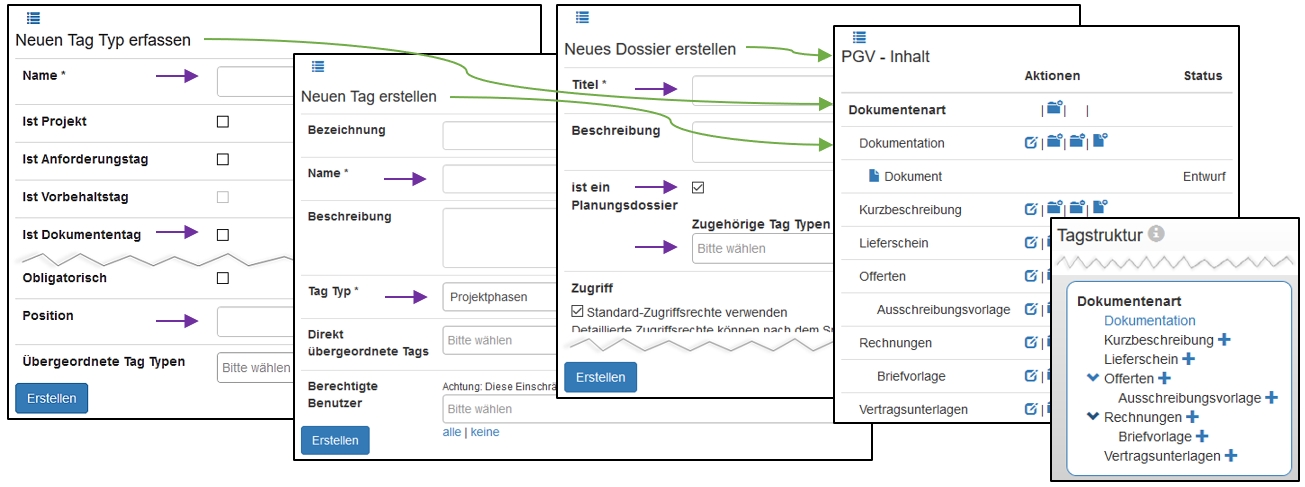 Neuen Tag Typ erfassen
Name *
Ist Projekt
Ist Anforderungstag
Ist Vorbehaltstag
Ist Dokumententag
Obligatorisch
Position
Übergeordnete Tag Typen
Bitte wählen
Erstellen
Neuen Tag erstellen
Bezeichnung
Name *
Beschreibung
Tag Typ *
Projektphasen
Direkt
übergeordnete Tags
Bitte wählen
Berechtigte
Benutzer
Achtung: Diese Einschrä
Bitte wählen
alle | keine
Erstellen
Neues Dossier erstellen
Titel *
Beschreibung
ist ein
Planungsdossier
Zugehörige Tag Typen
Bitte wählen
Zugriff
Standard-Zugriffsrechte verwenden
Detaillierte Zugriffsrechte können nach dem Sp
Erstellen
PGV - Inhalt
Aktionen Status
Dokumentenart | | |
Dokumentation | | |
Dokument Entwurf
Kurzbeschreibung | | |
Lieferschein |
Offerten |
Ausschreibungsvorlage |
Rechnungen |
Briefvorlage |
Vertragsunterlagen |
Tagstruktur
Dokumentenart
Dokumentation
Kurzbeschreibung
Lieferschein
Offerten
Ausschreibungsvorlage
Rechnungen
Briefvorlage
Vertragsunterlagen